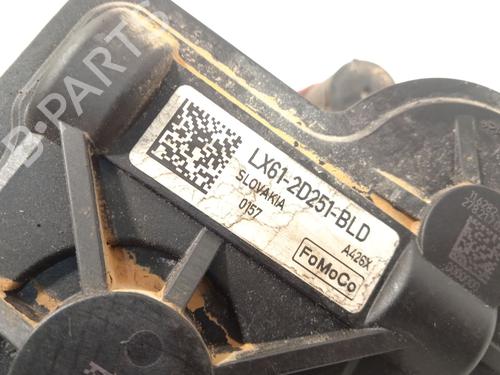 B-PARTS
LX61-2D251-BLD
SLOVAKIA
0157
A426X
FoMoCo